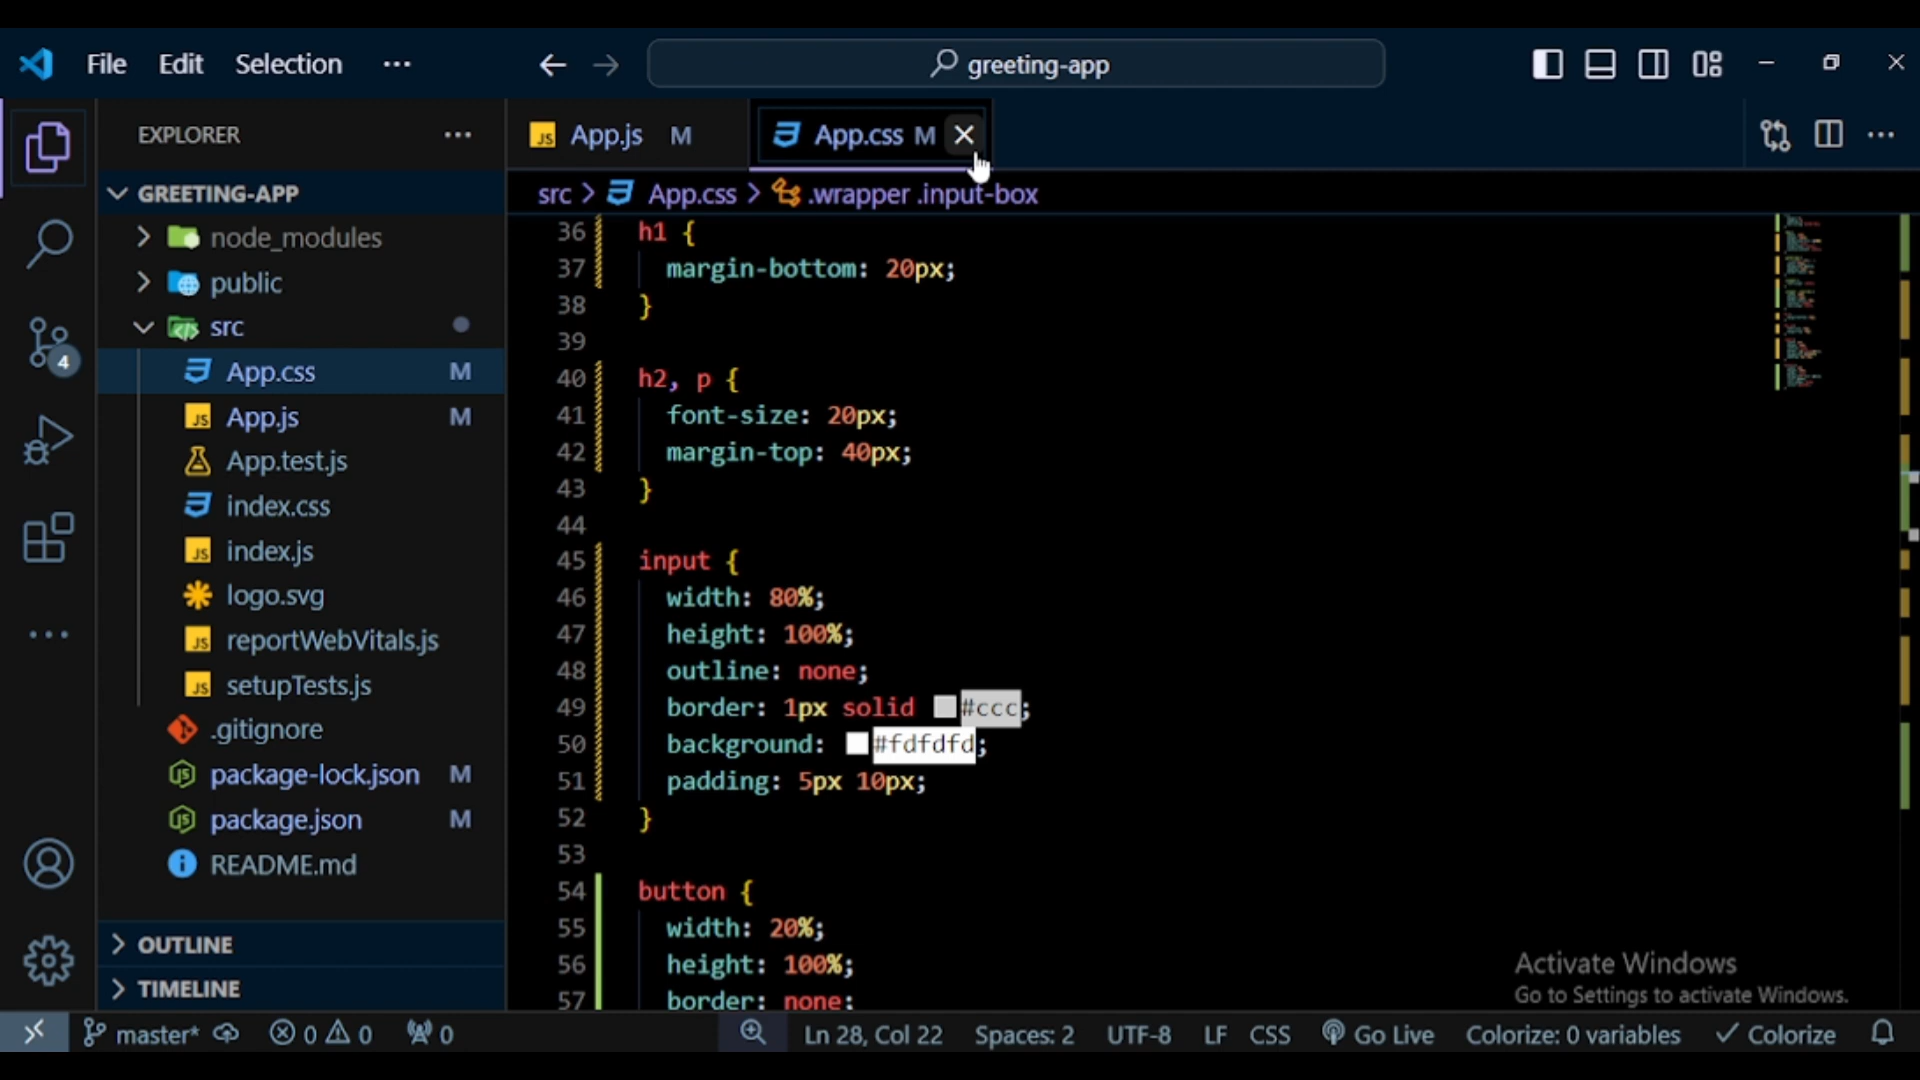 File Edit Selection ··· greeting-app
EXPLORER ···
App.js M
App.css M
GREETING-APP
src > App.css > .wrapper .input-box
node_modules
public
src
App.css M
App.js M
App.test.js
index.css
index.js
logo.svg
reportWebVitals.js
setupTests.js
.gitignore
package-lock.json M
package.json M
README.md
OUTLINE
TIMELINE
4
36 h1 {
37 margin-bottom: 20px;
38 }
39
40 h2, p {
41 font-size: 20px;
42 margin-top: 40px;
43 }
44
45 input {
46 width: 80%;
47 height: 100%;
48 outline: none;
49 border: 1px solid #ccc;
50 background: #fdfdfd;
51 padding: 5px 10px;
52 }
53
54 button {
55 width: 20%;
56 height: 100%;
57 border: none;
Activate Windows
Go to Settings to activate Windows.
master* 0 0 0 Ln 28, Col 22 Spaces: 2 UTF-8 LF CSS Go Live Colorize: 0 variables Colorize